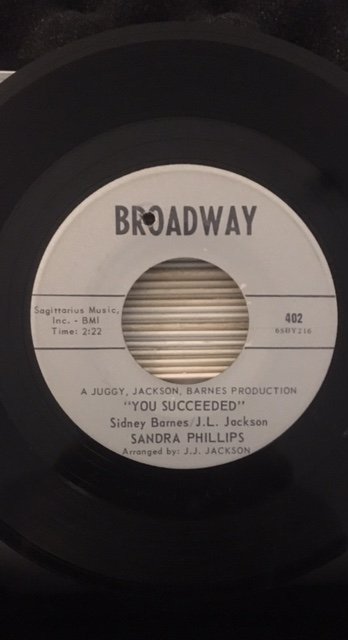 BROADWAY
Sagittarius Music,
Inc. - BMI
Time: 2:22
402
65BY216
A JUGGY, JACKSON, BARNES PRODUCTION
"YOU SUCCEEDED"
Sidney Barnes/J.L. Jackson
SANDRA PHILLIPS
Arranged by: J.J. JACKSON